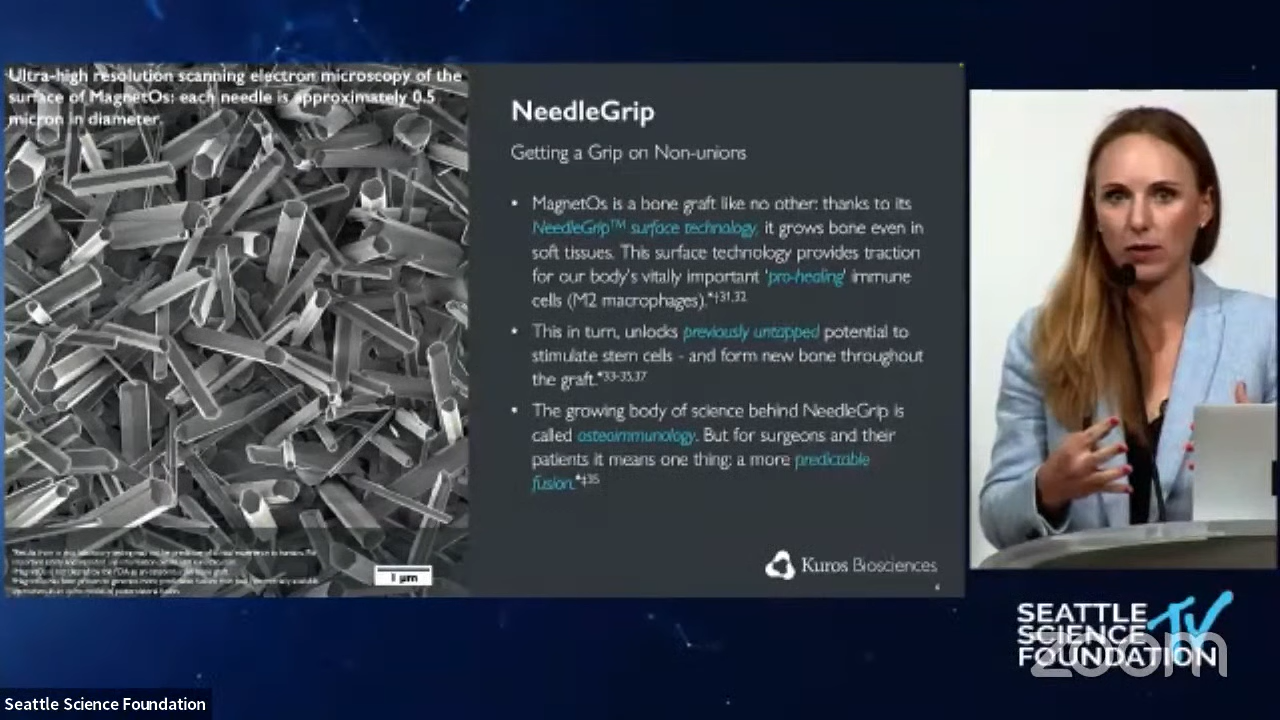 Ultra-high resolution scanning electron microscopy of the
surface of MagnetOs: each needle is approximately 0.5
micron in diameter.
NeedleGrip
Getting a Grip on Non-unions
• MagnetOs is a bone graft like no other: thanks to its
NeedleGrip™ surface technology, it grows bone even in
soft tissues. This surface technology provides traction
for our body's vitally important 'pro-healing' immune
cells (M2 macrophages).*†31,32
• This in turn, unlocks previously untapped potential to
stimulate stem cells - and form new bone throughout
the graft.*33-35,37
• The growing body of science behind NeedleGrip is
called osteoimmunology. But for surgeons and their
patients it means one thing: a more predictable
fusion.*‡35
1 µm
Kuros Biosciences
SEATTLE
SCIENCE TV
FOUNDATION
zoom
Seattle Science Foundation